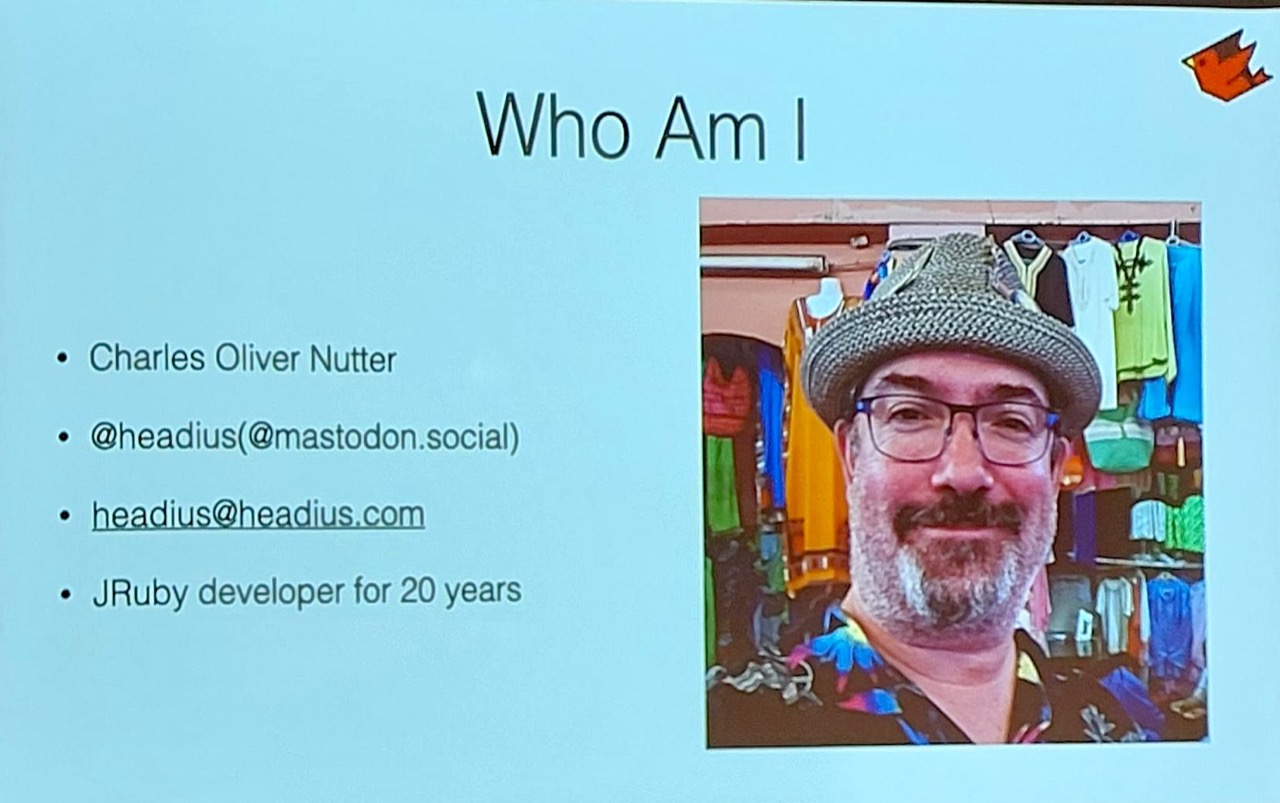 Who Am I
• Charles Oliver Nutter
• @headius(@mastodon.social)
• headius@headius.com
• JRuby developer for 20 years